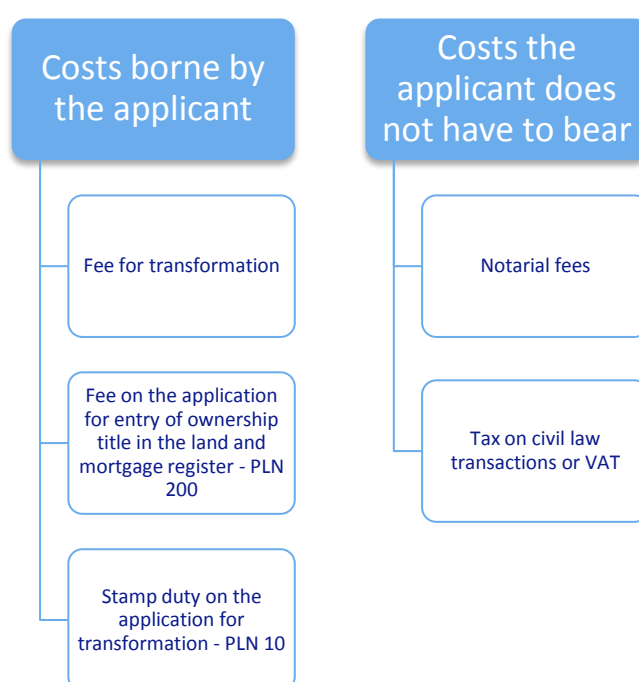 Costs borne by
the applicant
Fee for transformation
Fee on the application
for entry of ownership
title in the land and
mortgage register - PLN
200
Stamp duty on the
application for
transformation - PLN 10
Costs the
applicant does
not have to bear
Notarial fees
Tax on civil law
transactions or VAT